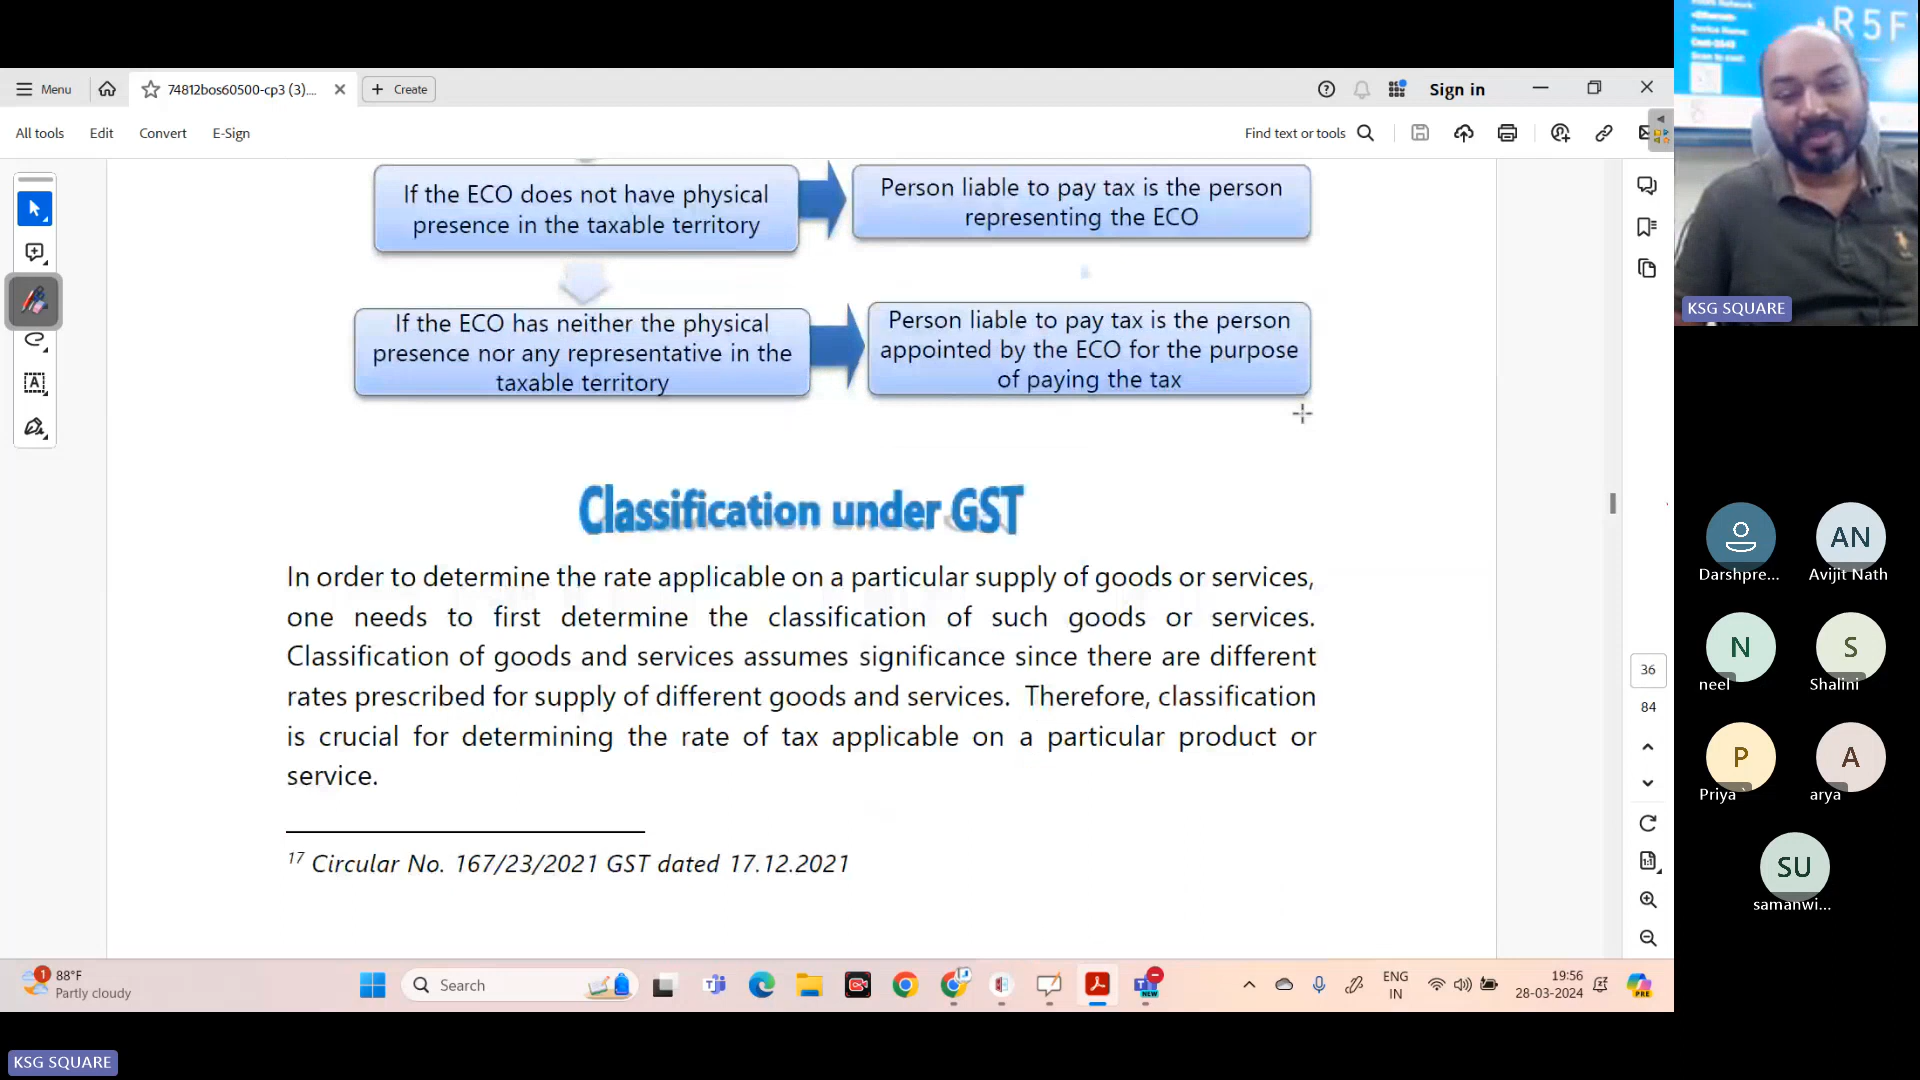 Menu
74812bos60500-cp3 (3)....
Create
Sign in
All tools
Edit
Convert
E-Sign
Find text or tools
If the ECO does not have physical
presence in the taxable territory
Person liable to pay tax is the person
representing the ECO
If the ECO has neither the physical
presence nor any representative in the
taxable territory
Person liable to pay tax is the person
appointed by the ECO for the purpose
of paying the tax
Classification under GST
In order to determine the rate applicable on a particular supply of goods or services,
one needs to first determine the classification of such goods or services.
Classification of goods and services assumes significance since there are different
rates prescribed for supply of different goods and services. Therefore, classification
is crucial for determining the rate of tax applicable on a particular product or
service.
17 Circular No. 167/23/2021 GST dated 17.12.2021
36
84
1
88°F
Partly cloudy
Search
NEW
ENG
IN
19:56
28-03-2024
PRE
R5F
KSG SQUARE
Darshpre...
AN
Avijit Nath
N
neel
S
Shalini
P
Priya
A
arya
SU
samanwi...
KSG SQUARE